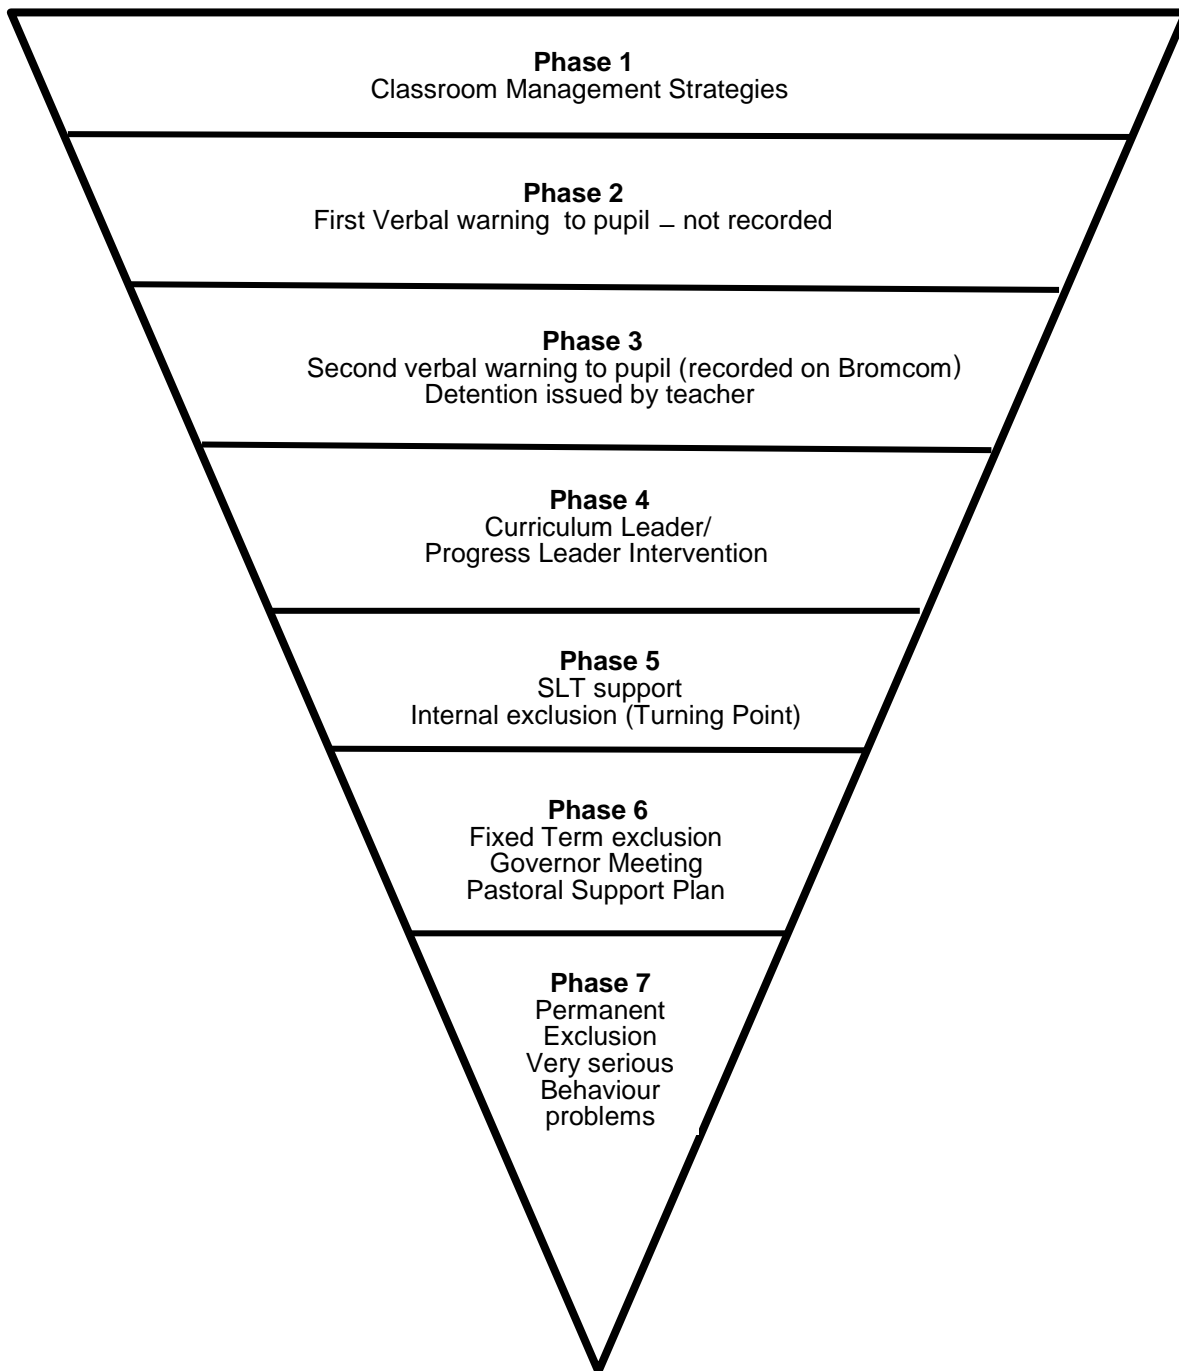 Phase 1
Classroom Management Strategies
Phase 2
First Verbal warning to pupil – not recorded
Phase 3
Second verbal warning to pupil (recorded on Bromcom)
Detention issued by teacher
Phase 4
Curriculum Leader/
Progress Leader Intervention
Phase 5
SLT support
Internal exclusion (Turning Point)
Phase 6
Fixed Term exclusion
Governor Meeting
Pastoral Support Plan
Phase 7
Permanent
Exclusion
Very serious
Behaviour
problems